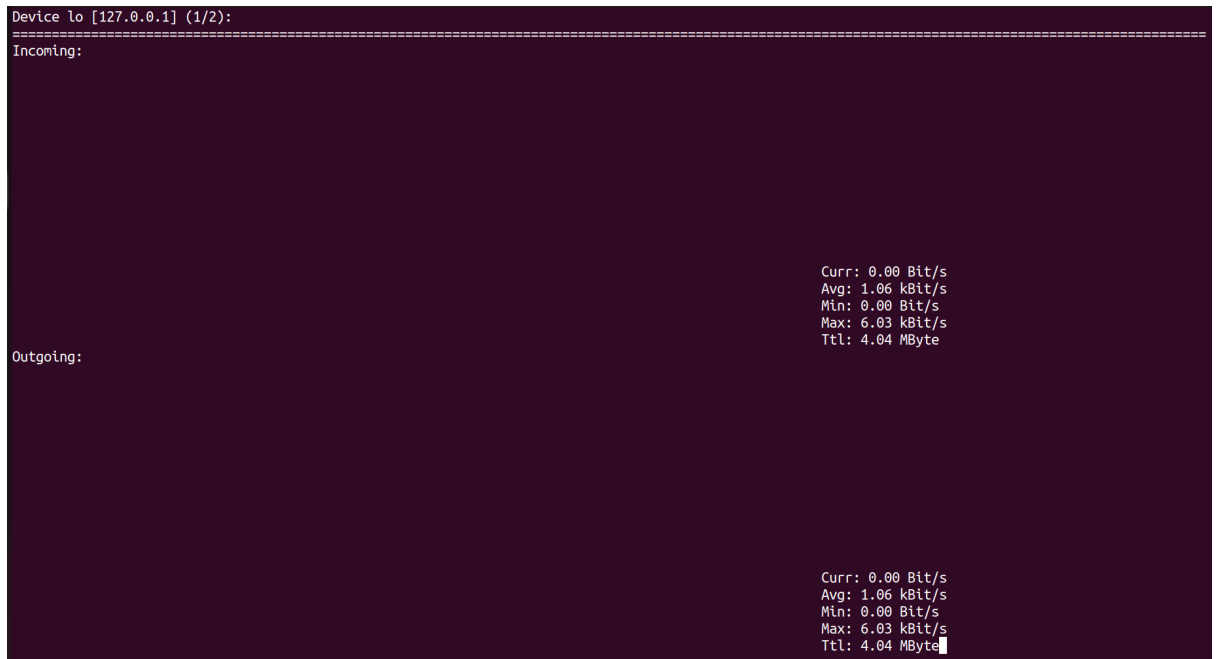 Device lo [127.0.0.1] (1/2):
========================================================================================================================================================
Incoming:
Curr: 0.00 Bit/s
Avg: 1.06 kBit/s
Min: 0.00 Bit/s
Max: 6.03 kBit/s
Ttl: 4.04 MByte
Outgoing:
Curr: 0.00 Bit/s
Avg: 1.06 kBit/s
Min: 0.00 Bit/s
Max: 6.03 kBit/s
Ttl: 4.04 MByte